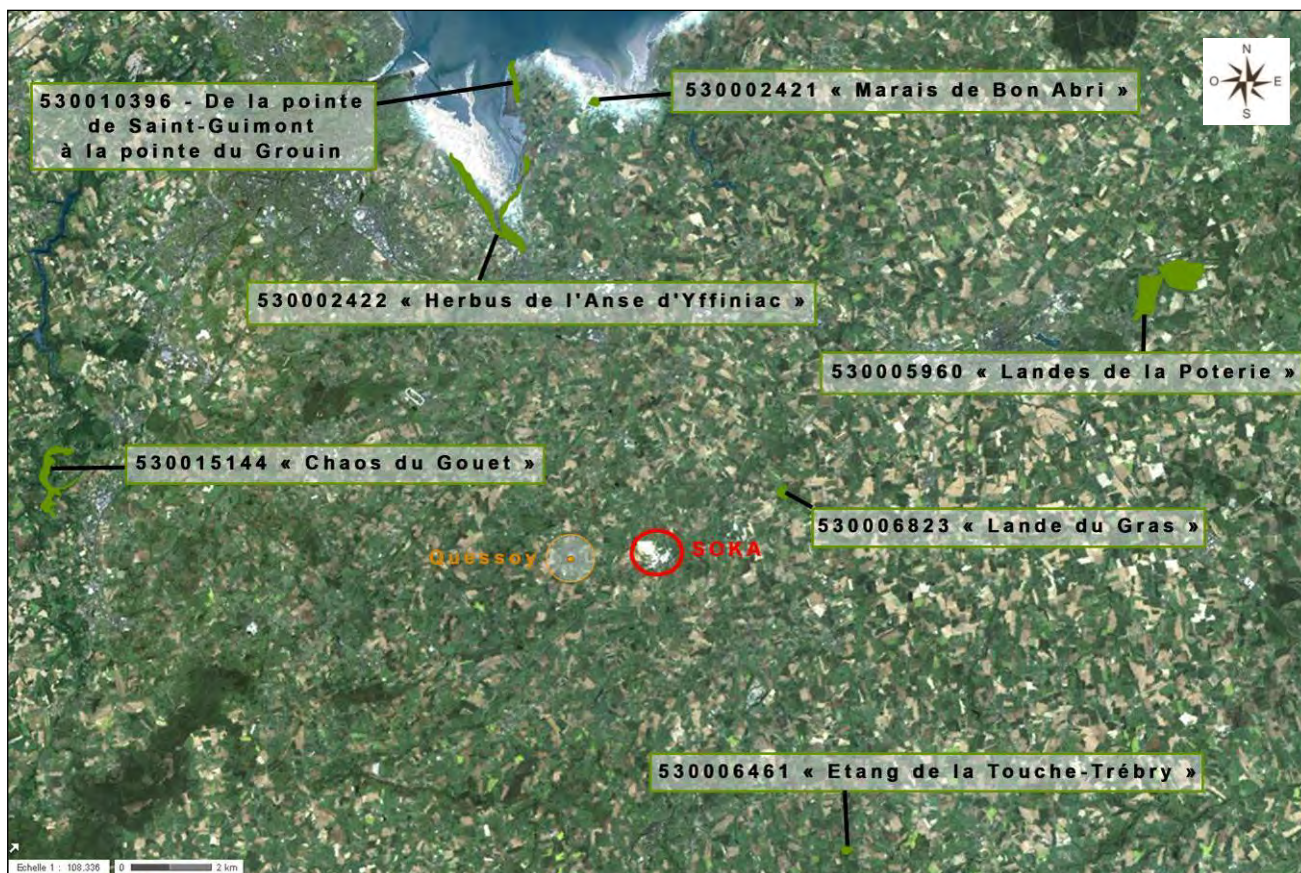 N
O E
S
530010396 - De la pointe
de Saint-Guimont
à la pointe du Grouin
530002421 « Marais de Bon Abri »
530002422 « Herbus de l'Anse d'Yffiniac »
530005960 « Landes de la Poterie »
530015144 « Chaos du Gouet »
530006823 « Lande du Gras »
Quessoy
SOKA
530006461 « Etang de la Touche-Trébry »
Echelle 1 : 108,336 0 2 km